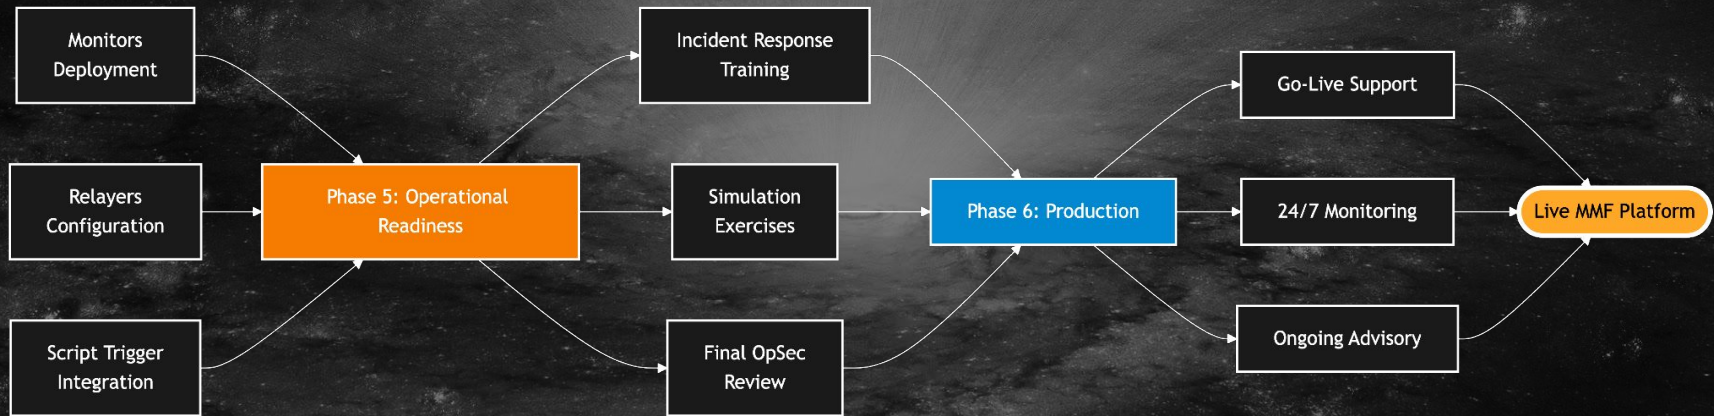 Monitors
Deployment
Relayers
Configuration
Script Trigger
Integration
Phase 5: Operational
Readiness
Incident Response
Training
Simulation
Exercises
Final OpSec
Review
Phase 6: Production
Go-Live Support
24/7 Monitoring
Ongoing Advisory
Live MMF Platform